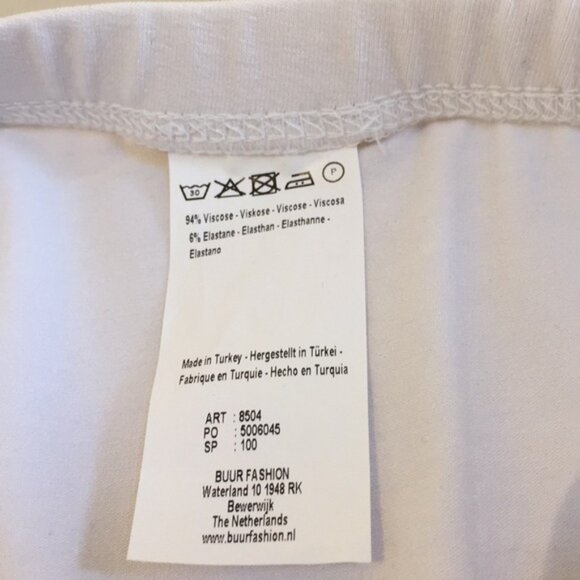 30 P
94% Viscose - Viskose - Viscose - Viscosa
6% Elastane - Elasthan - Elasthanne -
Elastano
Made in Turkey - Hergestellt in Türkei -
Fabrique en Turquie - Hecho en Turquia
ART : 8504
PO : 5006045
SP : 100
BUUR FASHION
Waterland 10 1948 RK
Bewerwijk
The Netherlands
www.buurfashion.nl